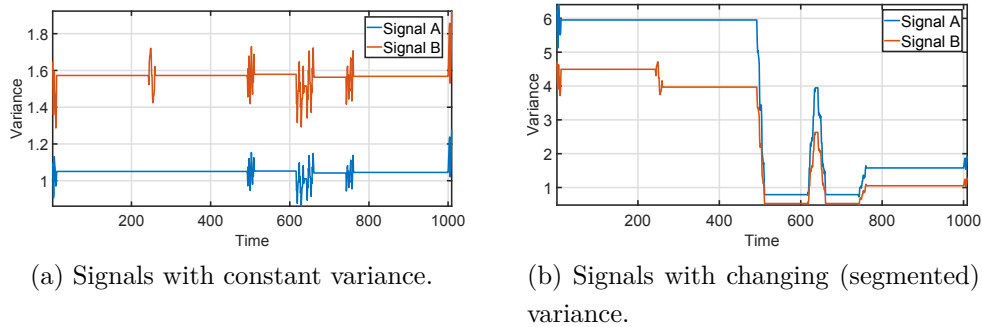 Signal A
Signal B
1.8
1.6
1.4
1.2
1
Variance
0
200
400
600
800
1000
Time
(a) Signals with constant variance.
Signal A
Signal B
6
5
4
3
2
1
Variance
0
200
400
600
800
1000
Time
(b) Signals with changing (segmented)
variance.